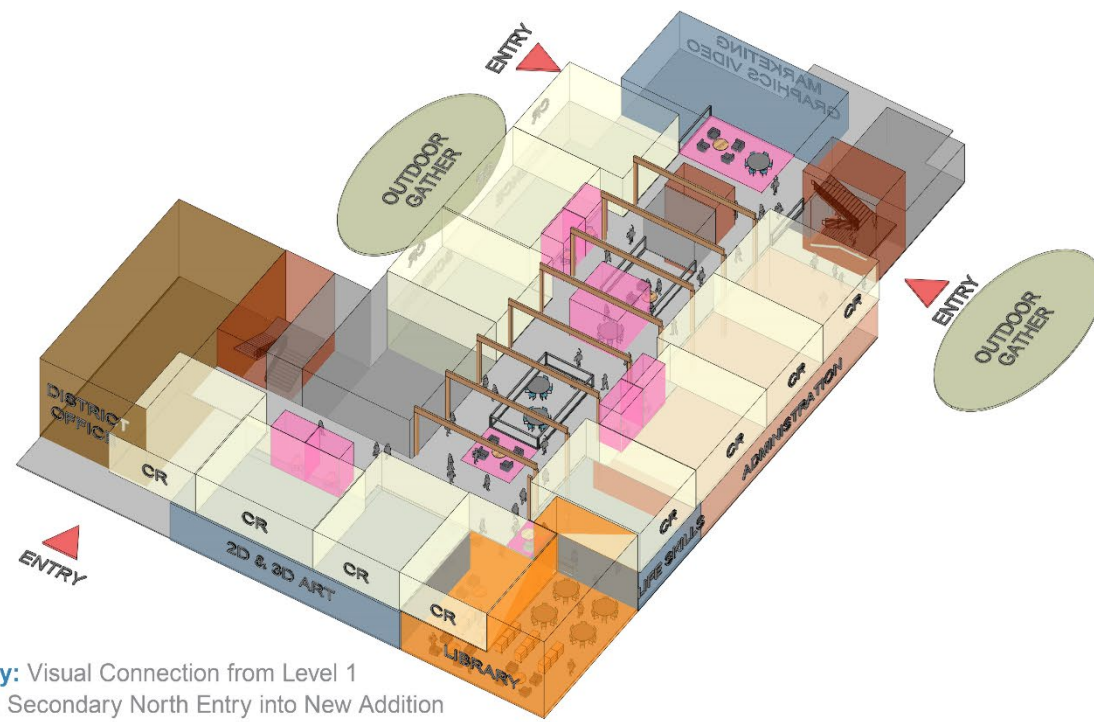 MARKETING
GRAPHICS VIDEO
ENTRY
CR
OUTDOOR
GATHER
CR
ENTRY
OUTDOOR
GATHER
CR
CR
CR
CR
ADMINISTRATION
DISTRICT
OFFICE
CR
CR
CR
CR
LIFE SKILLS
2D & 3D ART
LIBRARY
ENTRY
y: Visual Connection from Level 1
Secondary North Entry into New Addition